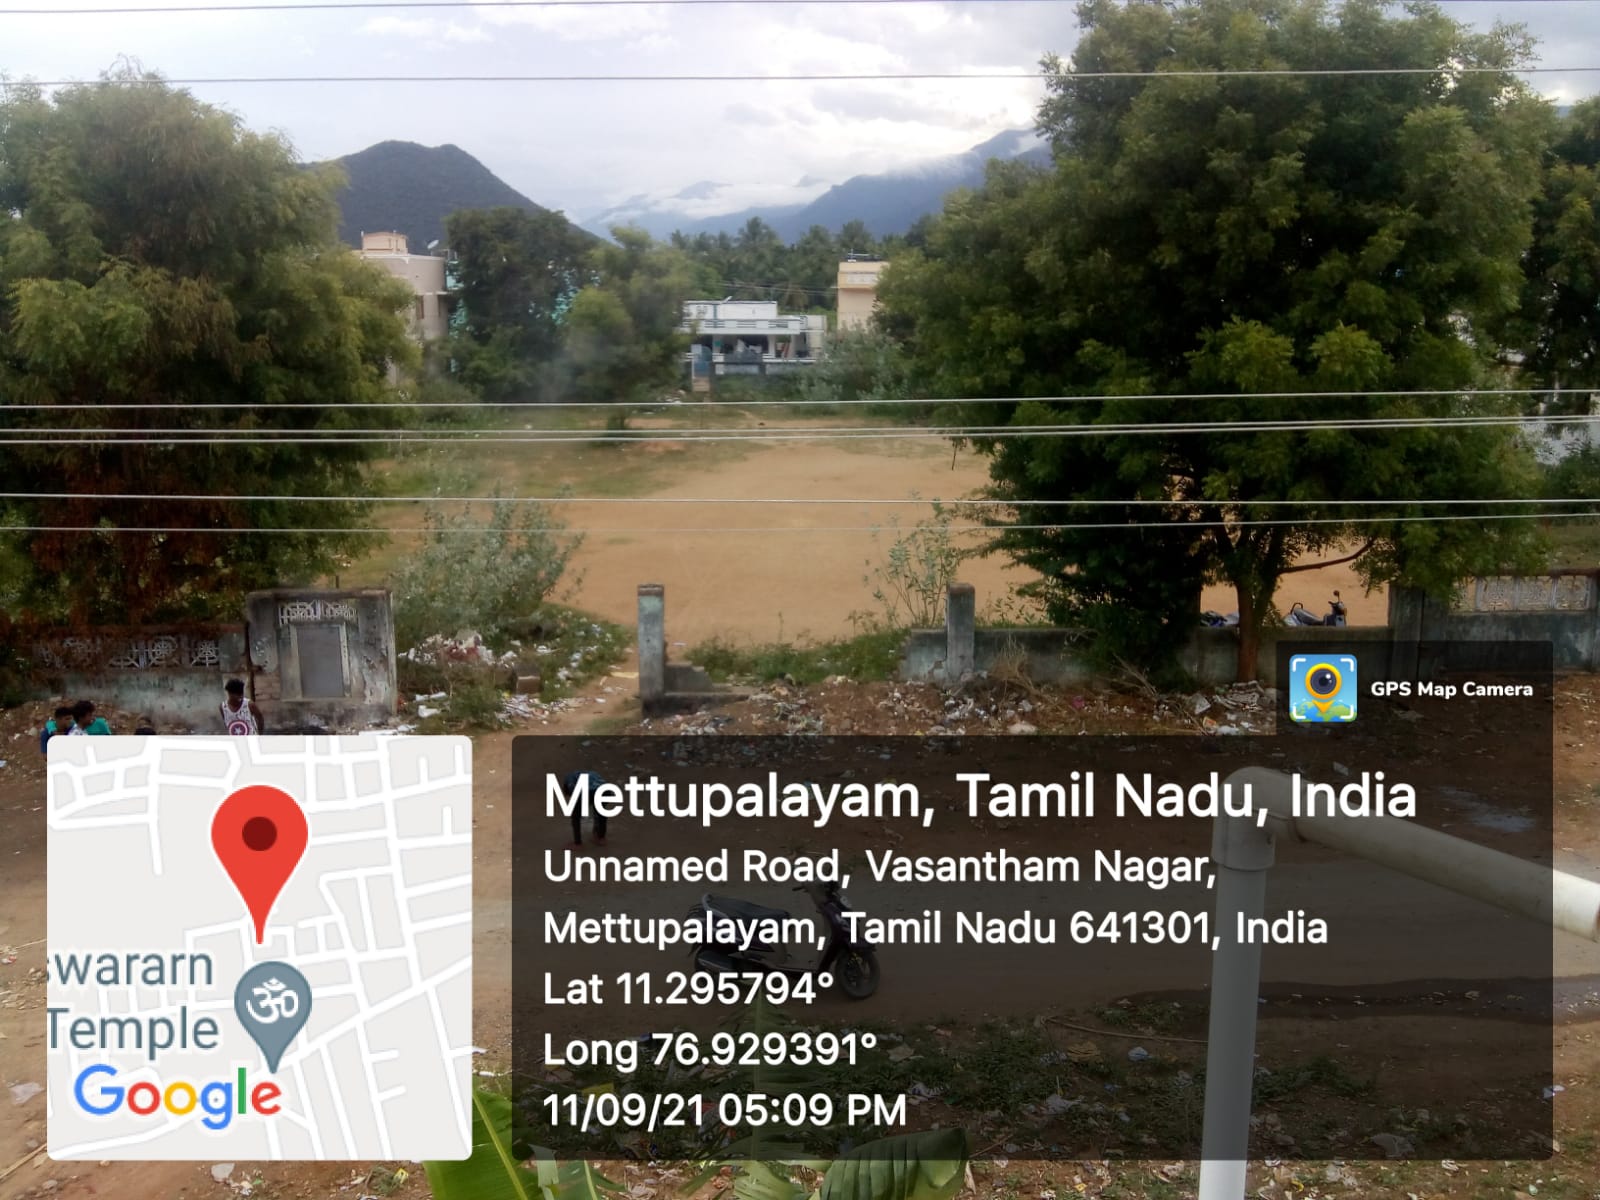 GPS Map Camera
Mettupalayam, Tamil Nadu, India
Unnamed Road, Vasantham Nagar,
Mettupalayam, Tamil Nadu 641301, India
Lat 11.295794°
Long 76.929391°
11/09/21 05:09 PM
swararn
Temple
ॐ
Google